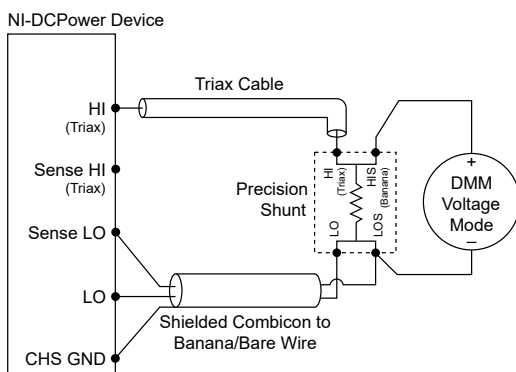 NI-DCPower Device
Triax Cable
HI
(Triax)
Sense HI
(Triax)
Sense LO
LO
CHS GND
Precision
Shunt
HI
(Triax)
HIS
(Banana)
LO
LOS
+
DMM
Voltage
Mode
–
Shielded Combicon to
Banana/Bare Wire